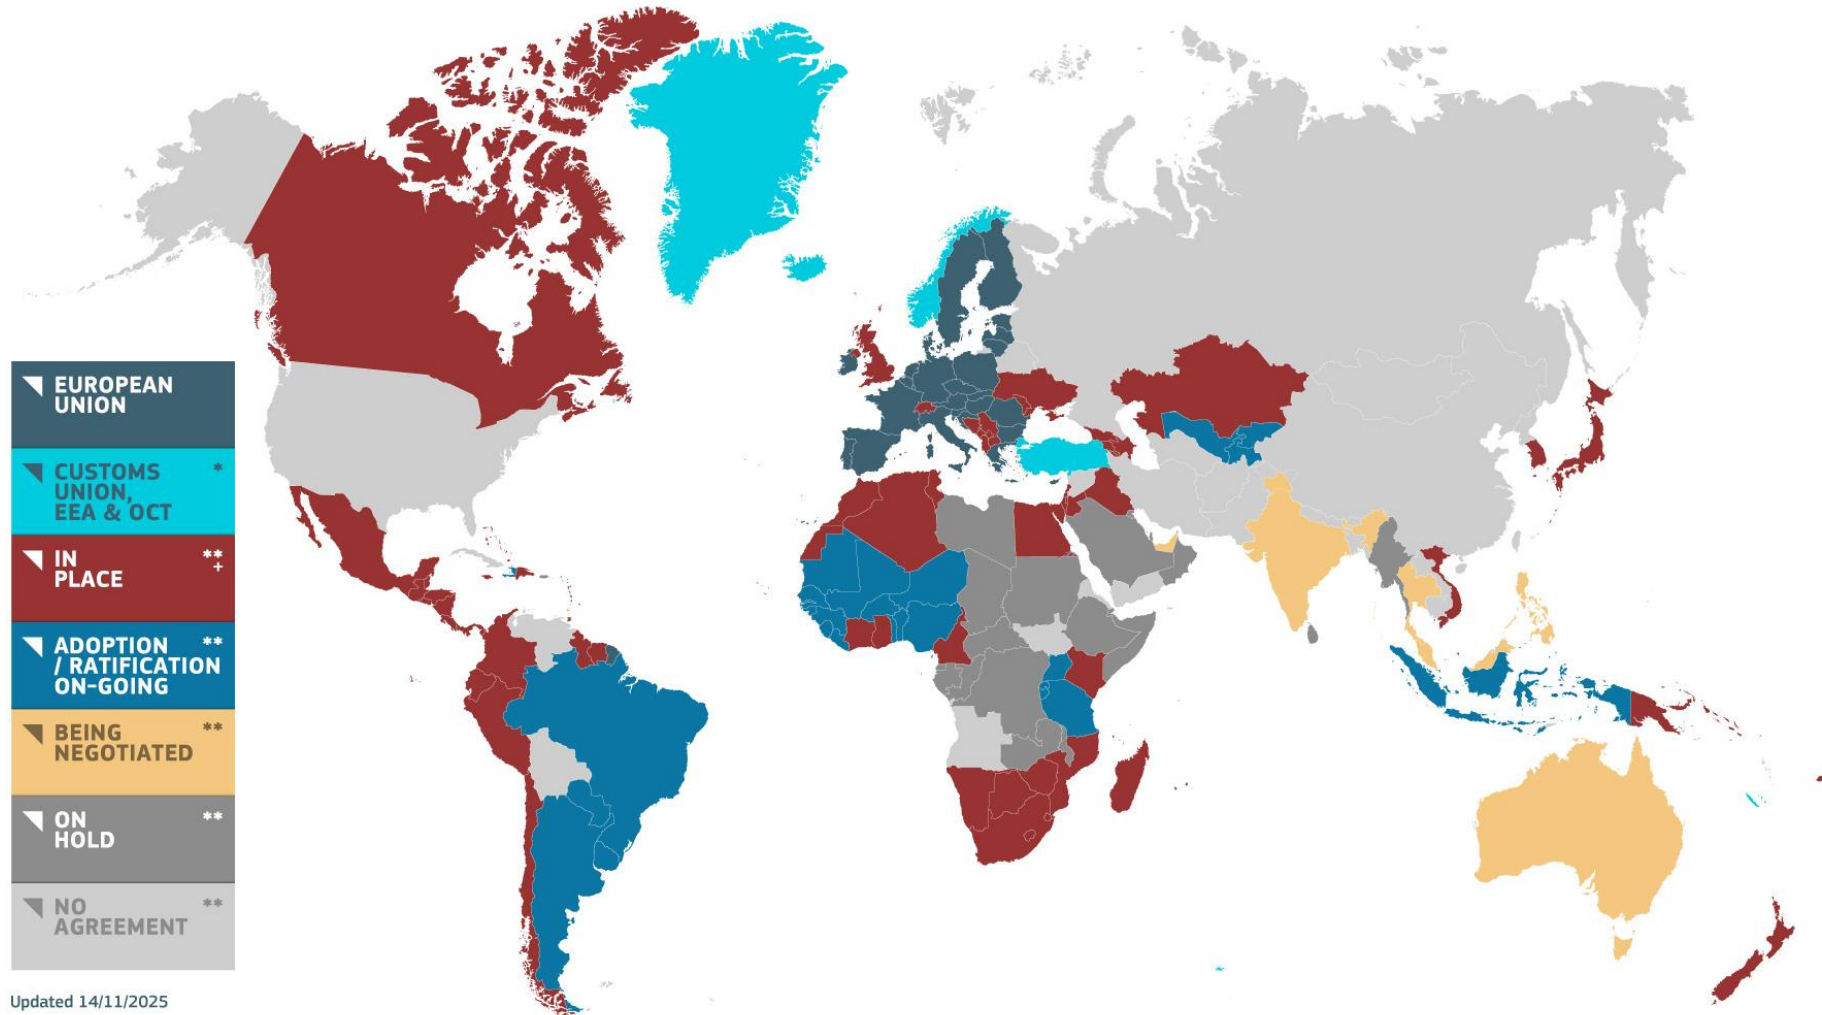 EUROPEAN
UNION
CUSTOMS *
UNION,
EEA & OCT
IN **
PLACE +
ADOPTION **
/ RATIFICATION
ON-GOING
BEING **
NEGOTIATED
ON **
HOLD
NO **
AGREEMENT
Updated 14/11/2025